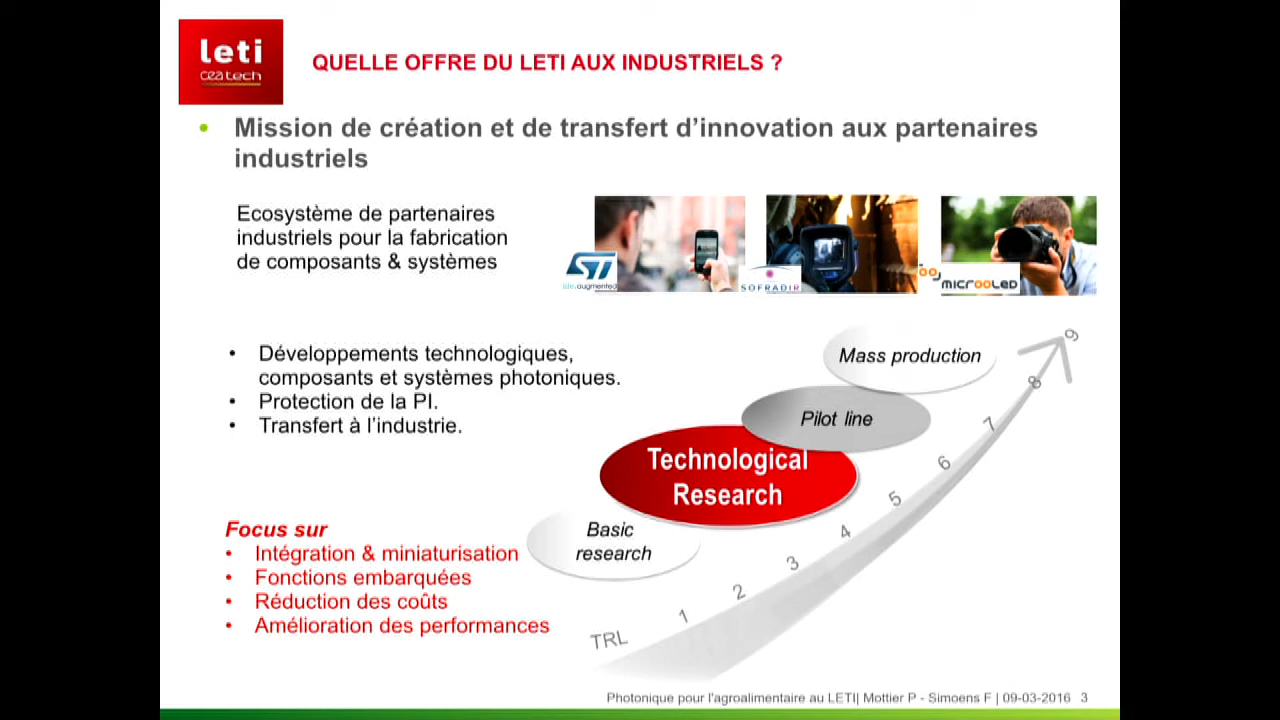 leti
cea tech
QUELLE OFFRE DU LETI AUX INDUSTRIELS ?
• Mission de création et de transfert d'innovation aux partenaires
industriels
Ecosystème de partenaires
industriels pour la fabrication
de composants & systèmes
ST
life.augmented
SOFRADIR
MICROOLED
• Développements technologiques,
composants et systèmes photoniques.
• Protection de la PI.
• Transfert à l'industrie.
Mass production
Pilot line
Technological
Research
Basic
research
Focus sur
• Intégration & miniaturisation
• Fonctions embarquées
• Réduction des coûts
• Amélioration des performances
TRL 1 2 3 4 5 6 7 8 9
Photonique pour l'agroalimentaire au LETI| Mottier P - Simoens F | 09-03-2016 3